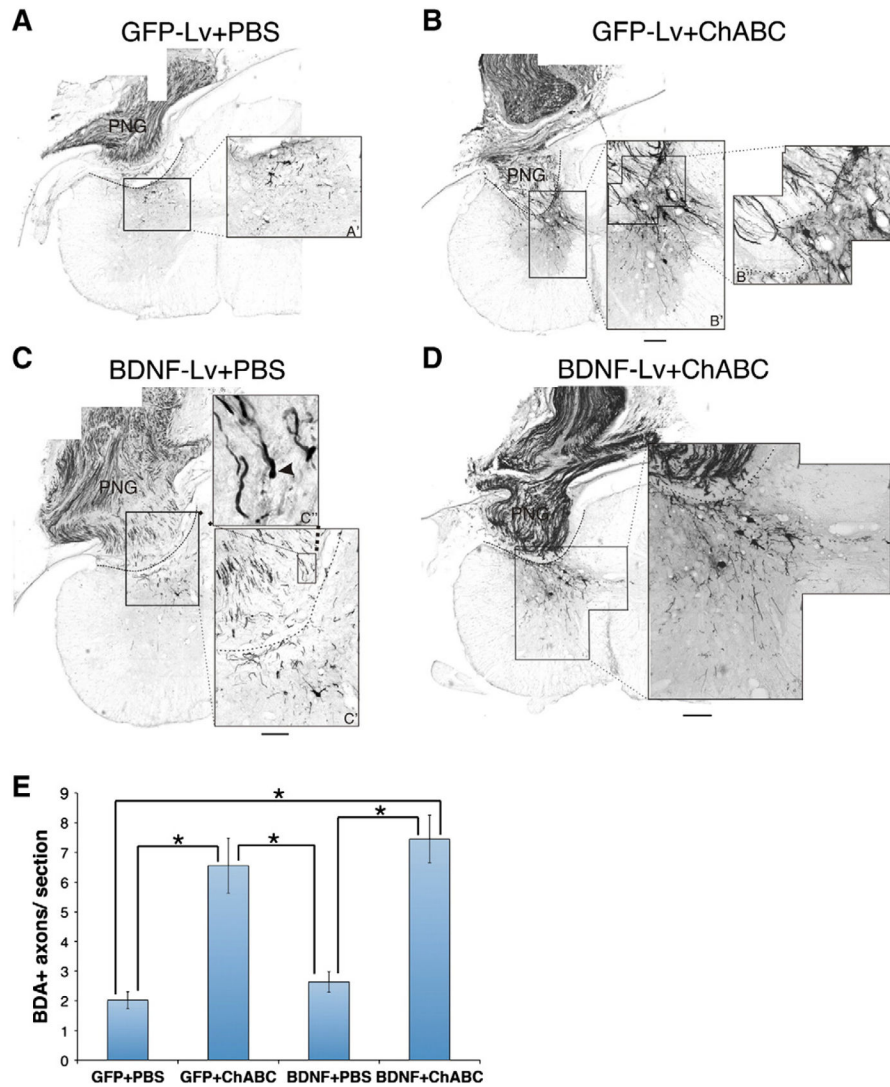 A
GFP-Lv+PBS
PNG
A'
B
GFP-Lv+ChABC
PNG
B'
B''
C
BDNF-Lv+PBS
PNG
C''
C'
D
BDNF-Lv+ChABC
PNG
E
BDA+ axons/ section
9
8
7
6
5
4
3
2
1
0
*
*
*
*
GFP+PBS
GFP+ChABC
BDNF+PBS
BDNF+ChABC